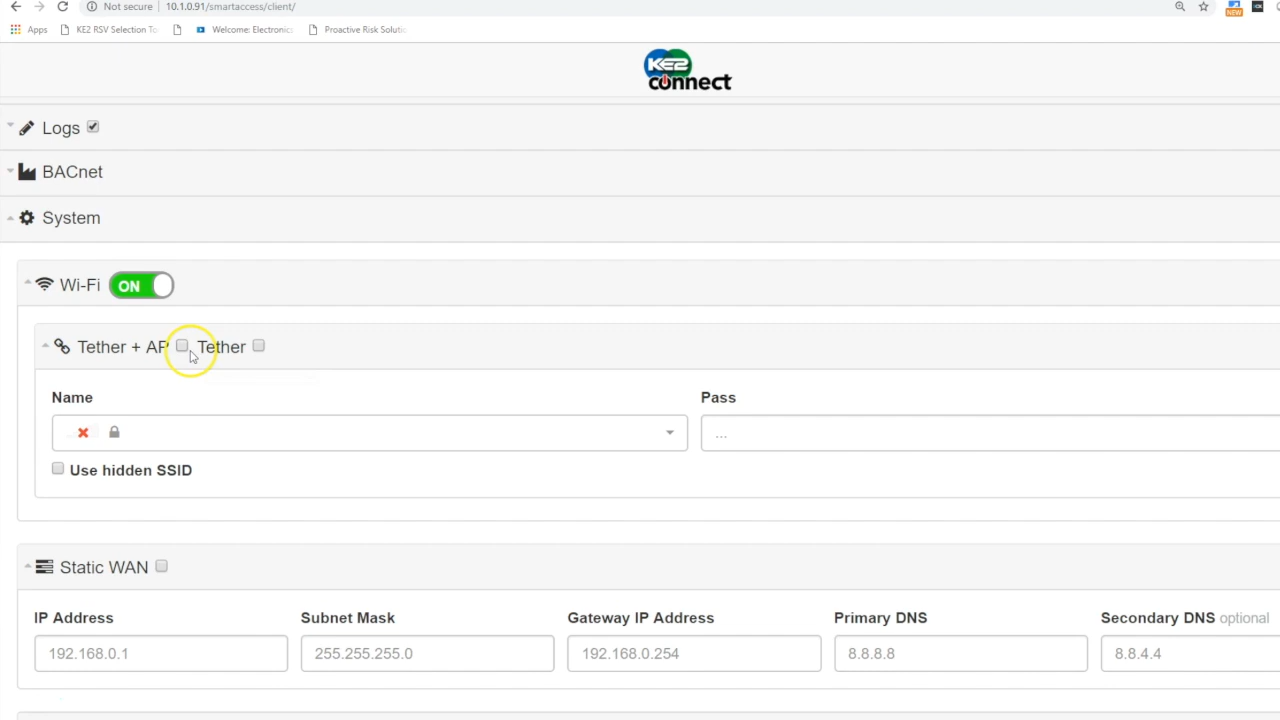 Not secure 10.1.0.91/smartaccess/client/
NEW
Apps KE2 RSV Selection To Welcome: Electronic Proactive Risk Solutio
KE2
connect
Logs
BACnet
System
Wi-Fi ON
Tether + AP Tether
Name Pass
...
Use hidden SSID
Static WAN
IP Address Subnet Mask Gateway IP Address Primary DNS Secondary DNS optional
192.168.0.1 255.255.255.0 192.168.0.254 8.8.8.8 8.8.4.4